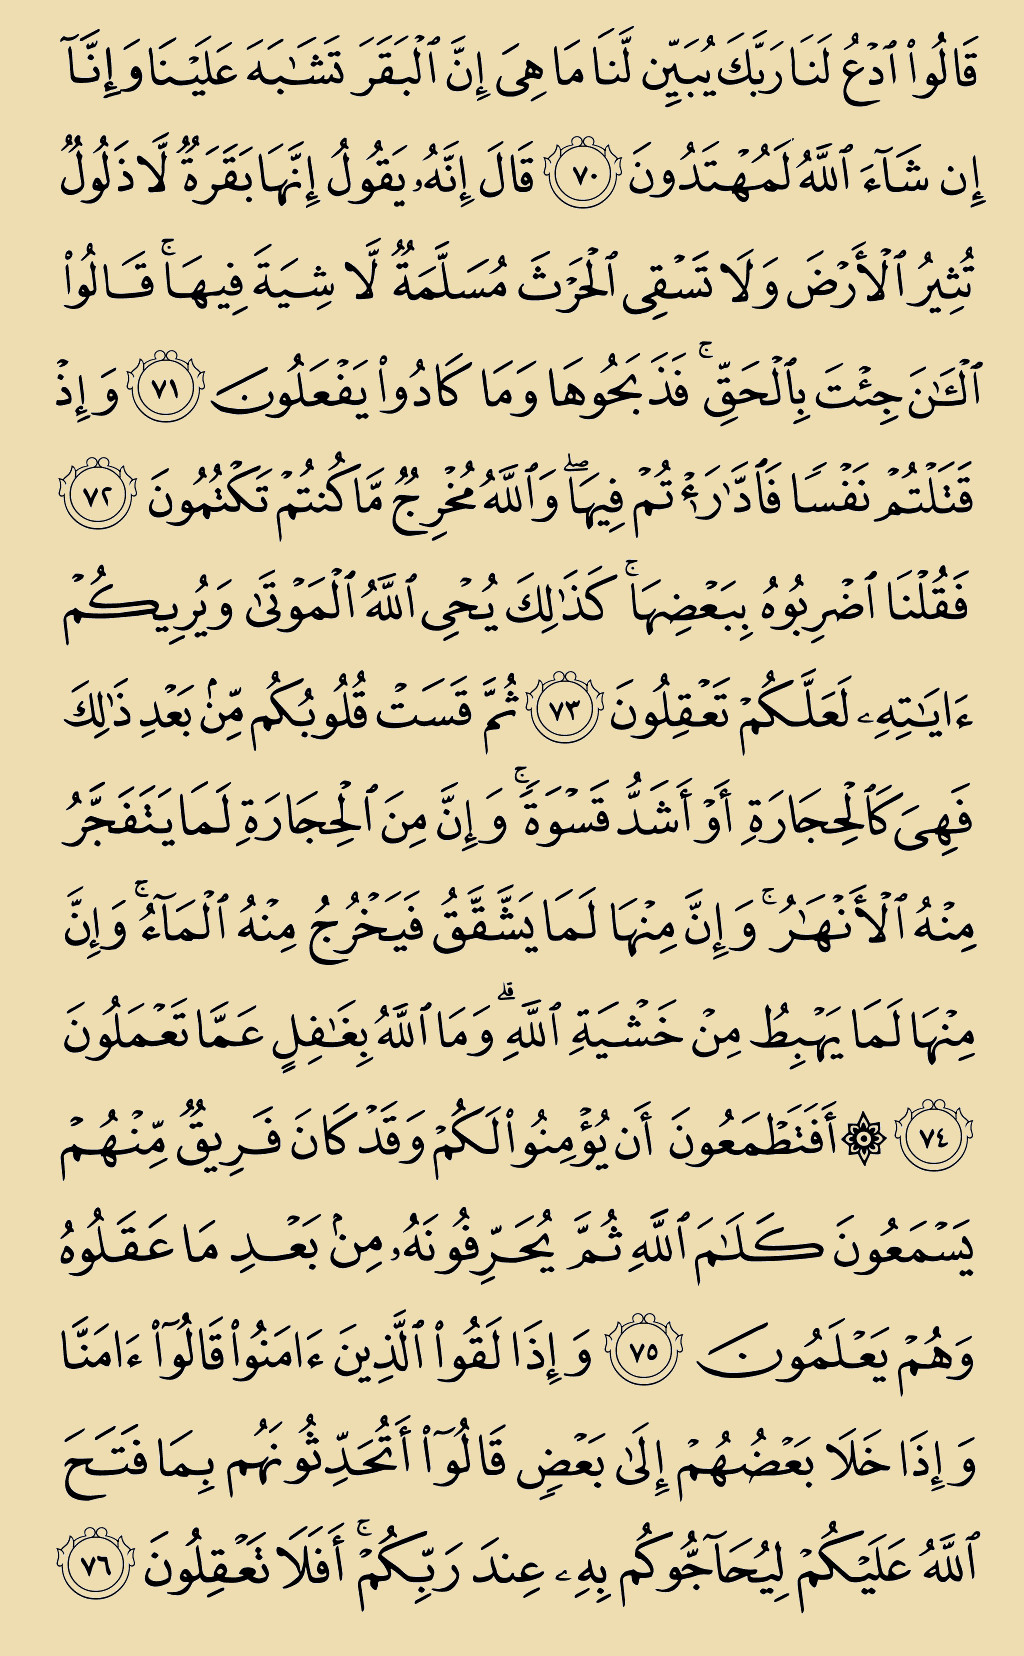 قَالُوا۟ ٱدْعُ لَنَا رَبَّكَ يُبَيِّن لَّنَا مَا هِىَ إِنَّ ٱلْبَقَرَ تَشَـٰبَهَ عَلَيْنَا وَإِنَّآ
إِن شَآءَ ٱللَّهُ لَمُهْتَدُونَ ٧٠ قَالَ إِنَّهُۥ يَقُولُ إِنَّهَا بَقَرَةٌ لَّا ذَلُولٌ
تُثِيرُ ٱلْأَرْضَ وَلَا تَسْقِى ٱلْحَرْثَ مُسَلَّمَةٌ لَّا شِيَةَ فِيهَا ۚ قَالُوا۟
ٱلْـَٔـٰنَ جِئْتَ بِٱلْحَقِّ ۚ فَذَبَحُوهَا وَمَا كَادُوا۟ يَفْعَلُونَ ٧١ وَإِذْ
قَتَلْتُمْ نَفْسًا فَٱدَّٰرَْٰٔتُمْ فِيهَا ۖ وَٱللَّهُ مُخْرِجٌ مَّا كُنتُمْ تَكْتُمُونَ ٧٢
فَقُلْنَا ٱضْرِبُوهُ بِبَعْضِهَا ۚ كَذَٰلِكَ يُحْىِ ٱللَّهُ ٱلْمَوْتَىٰ وَيُرِيكُمْ
ءَايَـٰتِهِۦ لَعَلَّكُمْ تَعْقِلُونَ ٧٣ ثُمَّ قَسَتْ قُلُوبُكُم مِّنۢ بَعْدِ ذَٰلِكَ
فَهِىَ كَٱلْحِجَارَةِ أَوْ أَشَدُّ قَسْوَةً ۚ وَإِنَّ مِنَ ٱلْحِجَارَةِ لَمَا يَتَفَجَّرُ
مِنْهُ ٱلْأَنْهَـٰرُ ۚ وَإِنَّ مِنْهَا لَمَا يَشَّقَّقُ فَيَخْرُجُ مِنْهُ ٱلْمَآءُ ۚ وَإِنَّ
مِنْهَا لَمَا يَهْبِطُ مِنْ خَشْيَةِ ٱللَّهِ ۗ وَمَا ٱللَّهُ بِغَـٰفِلٍ عَمَّا تَعْمَلُونَ
٧٤ ۞ أَفَتَطْمَعُونَ أَن يُؤْمِنُوا۟ لَكُمْ وَقَدْ كَانَ فَرِيقٌ مِّنْهُمْ
يَسْمَعُونَ كَلَـٰمَ ٱللَّهِ ثُمَّ يُحَرِّفُونَهُۥ مِنۢ بَعْدِ مَا عَقَلُوهُ
وَهُمْ يَعْلَمُونَ ٧٥ وَإِذَا لَقُوا۟ ٱلَّذِينَ ءَامَنُوا۟ قَالُوٓا۟ ءَامَنَّا
وَإِذَا خَلَا بَعْضُهُمْ إِلَىٰ بَعْضٍ قَالُوٓا۟ أَتُحَدِّثُونَهُم بِمَا فَتَحَ
ٱللَّهُ عَلَيْكُمْ لِيُحَآجُّوكُم بِهِۦ عِندَ رَبِّكُمْ ۚ أَفَلَا تَعْقِلُونَ ٧٦